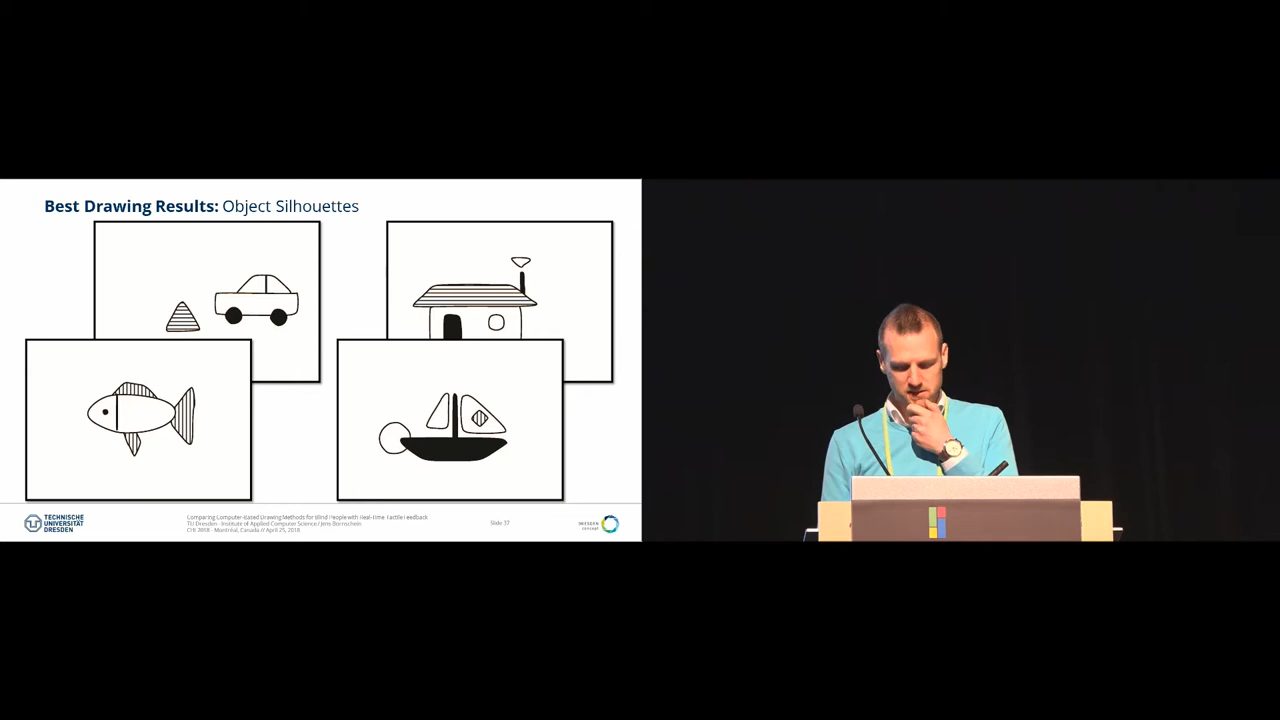 Best Drawing Results: Object Silhouettes
TECHNISCHE
UNIVERSITÄT
DRESDEN
Comparing Computer-Based Drawing Methods for Blind People with Real-Time Tactile Feedback
TU Dresden - Institute of Applied Computer Science / Jens Bornschein
CHI 2018 - Montréal, Canada // April 25, 2018
Slide 37
DRESDEN
concept